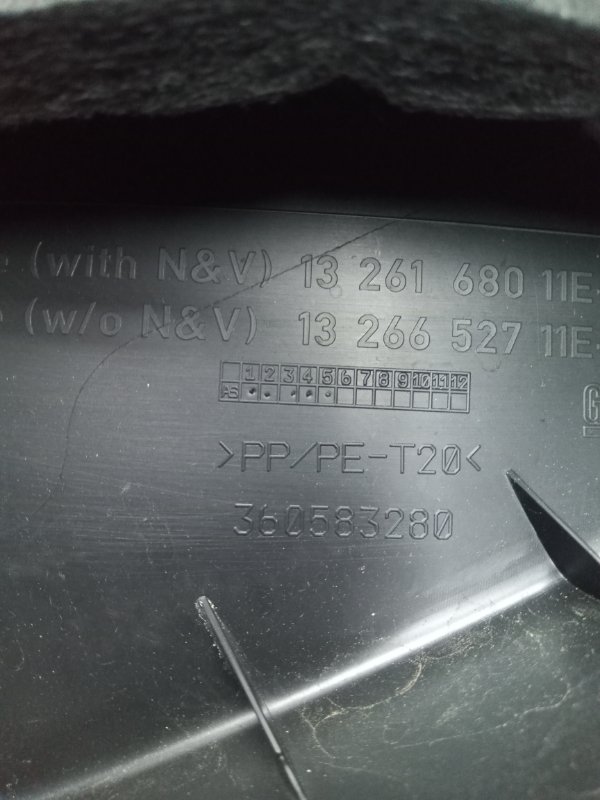 (with N&V) 13 261 680 11E
(w/o N&V) 13 266 527 11E
1 2 3 4 5 6 7 8 9 10 11 12
>PP/PE-T20<
360583280